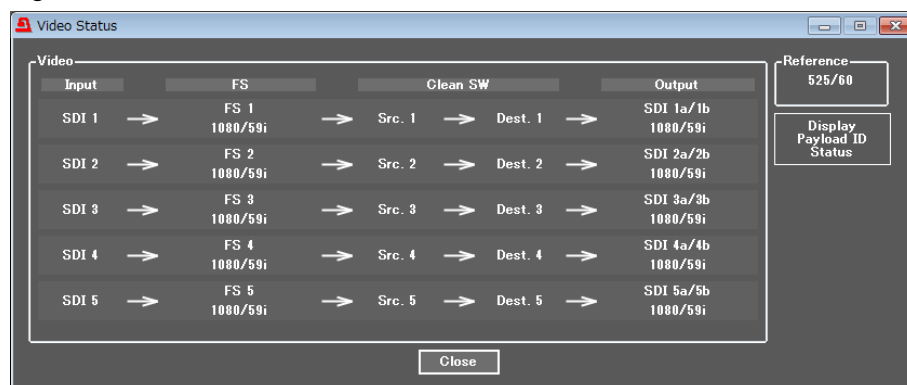 Video Status
Video
Reference
Input FS Clean SW Output
525/60
SDI 1 FS 1 1080/59i Src. 1 Dest. 1 SDI 1a/1b 1080/59i
Display Payload ID Status
SDI 2 FS 2 1080/59i Src. 2 Dest. 2 SDI 2a/2b 1080/59i
SDI 3 FS 3 1080/59i Src. 3 Dest. 3 SDI 3a/3b 1080/59i
SDI 4 FS 4 1080/59i Src. 4 Dest. 4 SDI 4a/4b 1080/59i
SDI 5 FS 5 1080/59i Src. 5 Dest. 5 SDI 5a/5b 1080/59i
Close